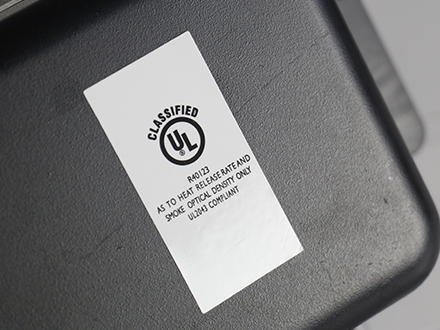 CLASSIFIED
UL
®
R40123
AS TO HEAT RELEASE RATE AND
SMOKE OPTICAL DENSITY ONLY
UL2043 COMPLIANT